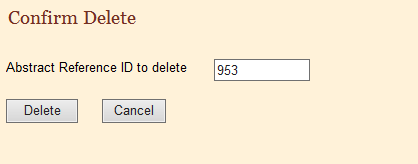 Confirm Delete
Abstract Reference ID to delete 953
Delete Cancel